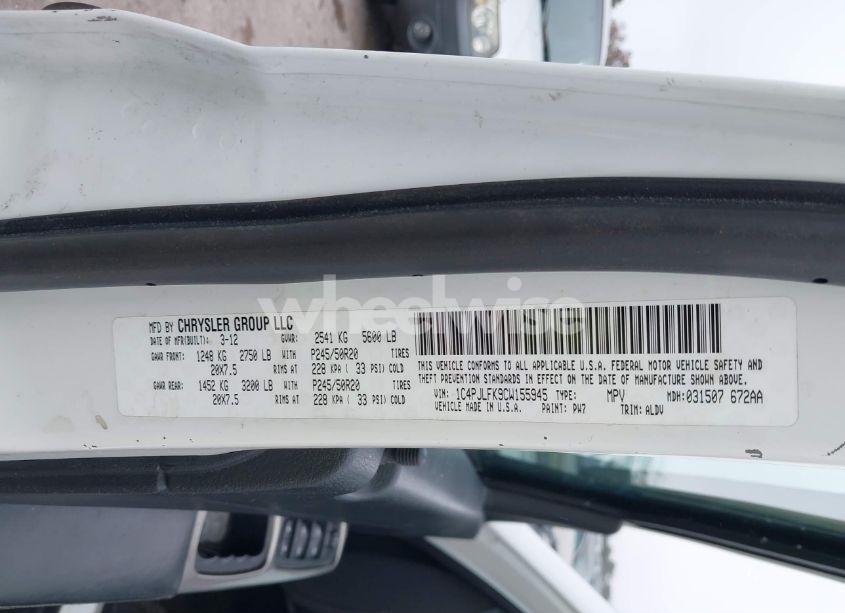 wheelwise
MFD BY CHRYSLER GROUP LLC
DATE OF MFR(BUILT): 3-12 GVWR: 2541 KG 5600 LB
GAWR FRONT: 1248 KG 2750 LB WITH P245/50R20 TIRES
20X7.5 RIMS AT 228 KPA ( 33 PSI) COLD
GAWR REAR: 1452 KG 3200 LB WITH P245/50R20 TIRES
20X7.5 RIMS AT 228 KPA ( 33 PSI) COLD
THIS VEHICLE CONFORMS TO ALL APPLICABLE U.S.A. FEDERAL MOTOR VEHICLE SAFETY AND
THEFT PREVENTION STANDARDS IN EFFECT ON THE DATE OF MANUFACTURE SHOWN ABOVE.
VIN: 1C4PJLFK9CW155945 TYPE: MPV MDH:031507 672AA
VEHICLE MADE IN U.S.A. PAINT: PW7 TRIM: ALDV